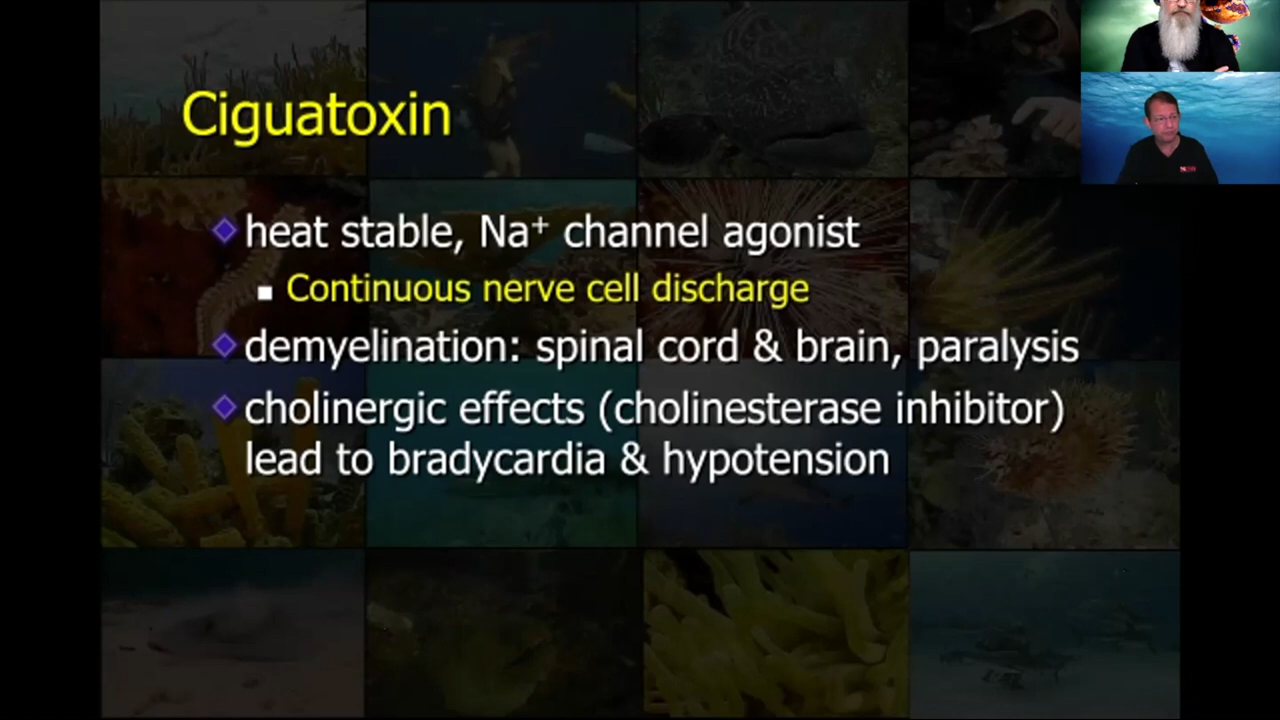 Ciguatoxin
heat stable, Na⁺ channel agonist
Continuous nerve cell discharge
demyelination: spinal cord & brain, paralysis
cholinergic effects (cholinesterase inhibitor)
lead to bradycardia & hypotension